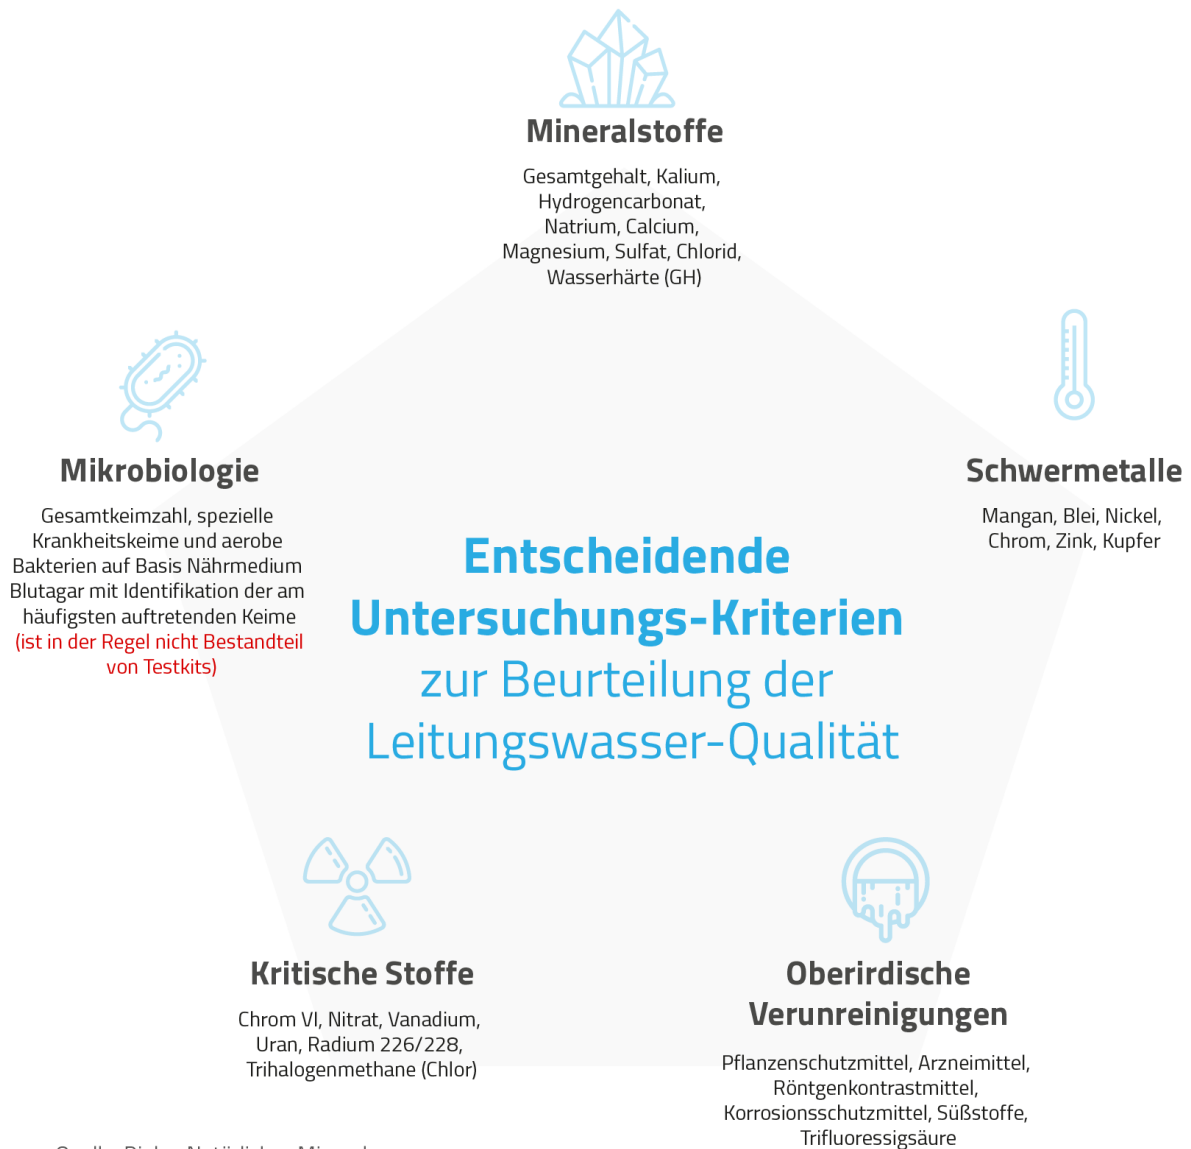 Mineralstoffe
Gesamtgehalt, Kalium,
Hydrogencarbonat,
Natrium, Calcium,
Magnesium, Sulfat, Chlorid,
Wasserhärte (GH)
Mikrobiologie
Gesamtkeimzahl, spezielle
Krankheitskeime und aerobe
Bakterien auf Basis Nährmedium
Blutagar mit Identifikation der am
häufigsten auftretenden Keime
(ist in der Regel nicht Bestandteil
von Testkits)
Schwermetalle
Mangan, Blei, Nickel,
Chrom, Zink, Kupfer
Entscheidende
Untersuchungs-Kriterien
zur Beurteilung der
Leitungswasser-Qualität
Kritische Stoffe
Chrom VI, Nitrat, Vanadium,
Uran, Radium 226/228,
Trihalogenmethane (Chlor)
Oberirdische
Verunreinigungen
Pflanzenschutzmittel, Arzneimittel,
Röntgenkontrastmittel,
Korrosionsschutzmittel, Süßstoffe,
Trifluoressigsäure